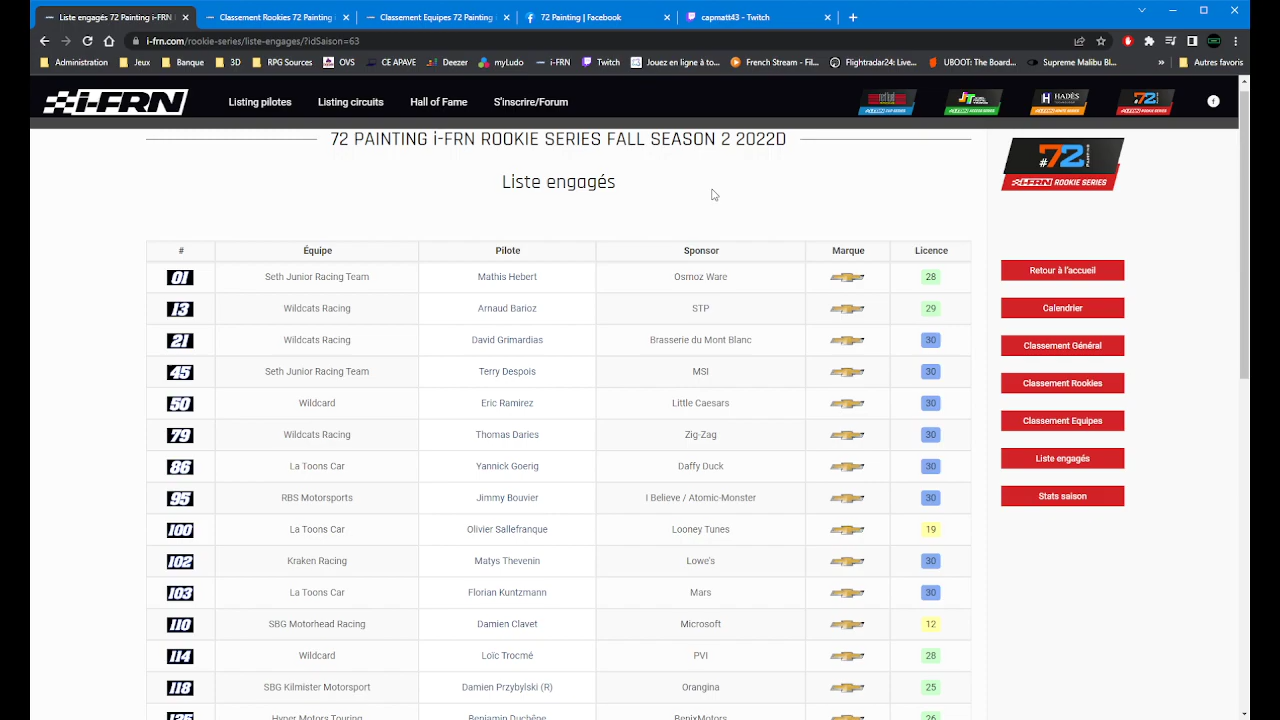 Liste engagés 72 Painting i-F
Classement Rookies 72 Painting
Classement Equipes 72 Painting
72 Painting | Facebook
capmatt43 - Twitch
i-frn.com/rookie-series/liste-engages/?idSaison=63
Administration Jeux Banque 3D RPG Sources OVS CE APAVE Deezer myludo i-FRN Twitch Jouez en ligne à to... French Stream - Fil... Flightradar24: Live... UBOOT: The Board... Supreme Malibu Bl... » Autres favoris
i-FRN Listing pilotes Listing circuits Hall of Fame S'inscrire/Forum HADÈS #72
72 PAINTING i-FRN ROOKIE SERIES FALL SEASON 2 2022D
Liste engagés
#72 PAINTING
i-FRN ROOKIE SERIES
# Équipe Pilote Sponsor Marque Licence
01 Seth Junior Racing Team Mathis Hebert Osmoz Ware 28
13 Wildcats Racing Arnaud Barioz STP 29
21 Wildcats Racing David Grimardias Brasserie du Mont Blanc 30
45 Seth Junior Racing Team Terry Despois MSI 30
50 Wildcard Eric Ramirez Little Caesars 30
79 Wildcats Racing Thomas Daries Zig-Zag 30
86 La Toons Car Yannick Goerig Daffy Duck 30
95 RBS Motorsports Jimmy Bouvier I Believe / Atomic-Monster 30
100 La Toons Car Olivier Sallefranque Looney Tunes 19
102 Kraken Racing Matys Thevenin Lowe's 30
103 La Toons Car Florian Kuntzmann Mars 30
110 SBG Motorhead Racing Damien Clavet Microsoft 12
114 Wildcard Loïc Trocmé PVI 28
118 SBG Kilmister Motorsport Damien Przybylski (R) Orangina 25
125 Hyper Motors Touring Benjamin Duchêne BenixMotors 26
Retour à l'accueil
Calendrier
Classement Général
Classement Rookies
Classement Equipes
Liste engagés
Stats saison